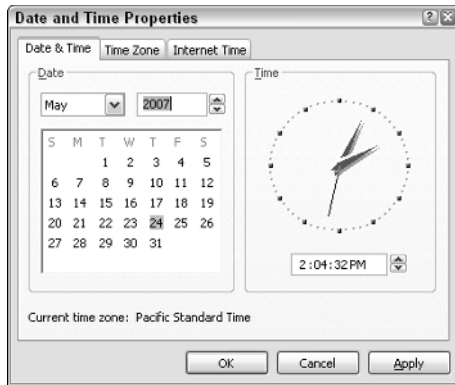 Date and Time Properties
Date & Time Time Zone Internet Time
Date
May 2007
S M T W T F S
1 2 3 4 5
6 7 8 9 10 11 12
13 14 15 16 17 18 19
20 21 22 23 24 25 26
27 28 29 30 31
Time
2:04:32 PM
Current time zone: Pacific Standard Time
OK Cancel Apply